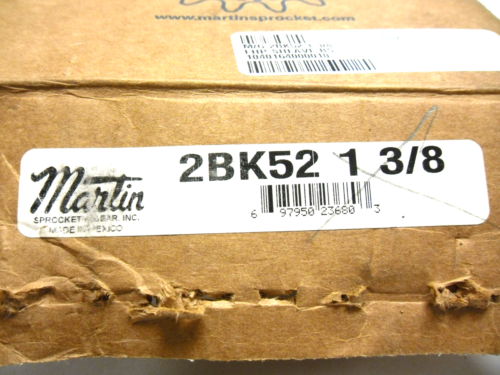 www.martinsprocket.com
2BK52 1 3/8
Martin
SPROCKET & GEAR, INC.
MADE IN MEXICO
6 97950 23680 3